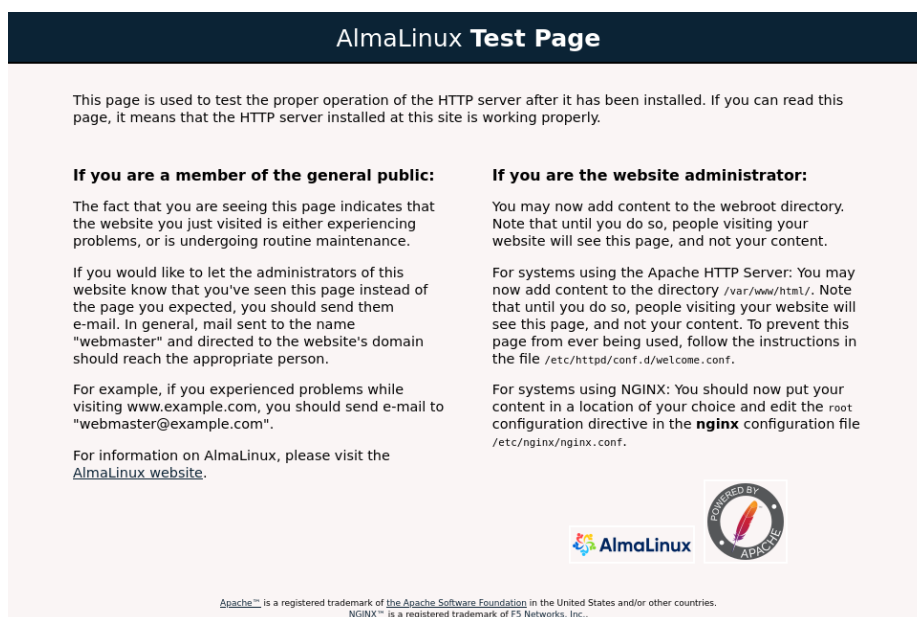 AlmaLinux Test Page
This page is used to test the proper operation of the HTTP server after it has been installed. If you can read this
page, it means that the HTTP server installed at this site is working properly.
If you are a member of the general public:
The fact that you are seeing this page indicates that
the website you just visited is either experiencing
problems, or is undergoing routine maintenance.
If you would like to let the administrators of this
website know that you've seen this page instead of
the page you expected, you should send them
e-mail. In general, mail sent to the name
"webmaster" and directed to the website's domain
should reach the appropriate person.
For example, if you experienced problems while
visiting www.example.com, you should send e-mail to
"webmaster@example.com".
For information on AlmaLinux, please visit the
AlmaLinux website.
If you are the website administrator:
You may now add content to the webroot directory.
Note that until you do so, people visiting your
website will see this page, and not your content.
For systems using the Apache HTTP Server: You may
now add content to the directory /var/www/html/. Note
that until you do so, people visiting your website will
see this page, and not your content. To prevent this
page from ever being used, follow the instructions in
the file /etc/httpd/conf.d/welcome.conf.
For systems using NGINX: You should now put your
content in a location of your choice and edit the root
configuration directive in the nginx configuration file
/etc/nginx/nginx.conf.
AlmaLinux
POWERED BY
APACHE
Apache™ is a registered trademark of the Apache Software Foundation in the United States and/or other countries.
NGINX™ is a registered trademark of F5 Networks, Inc..